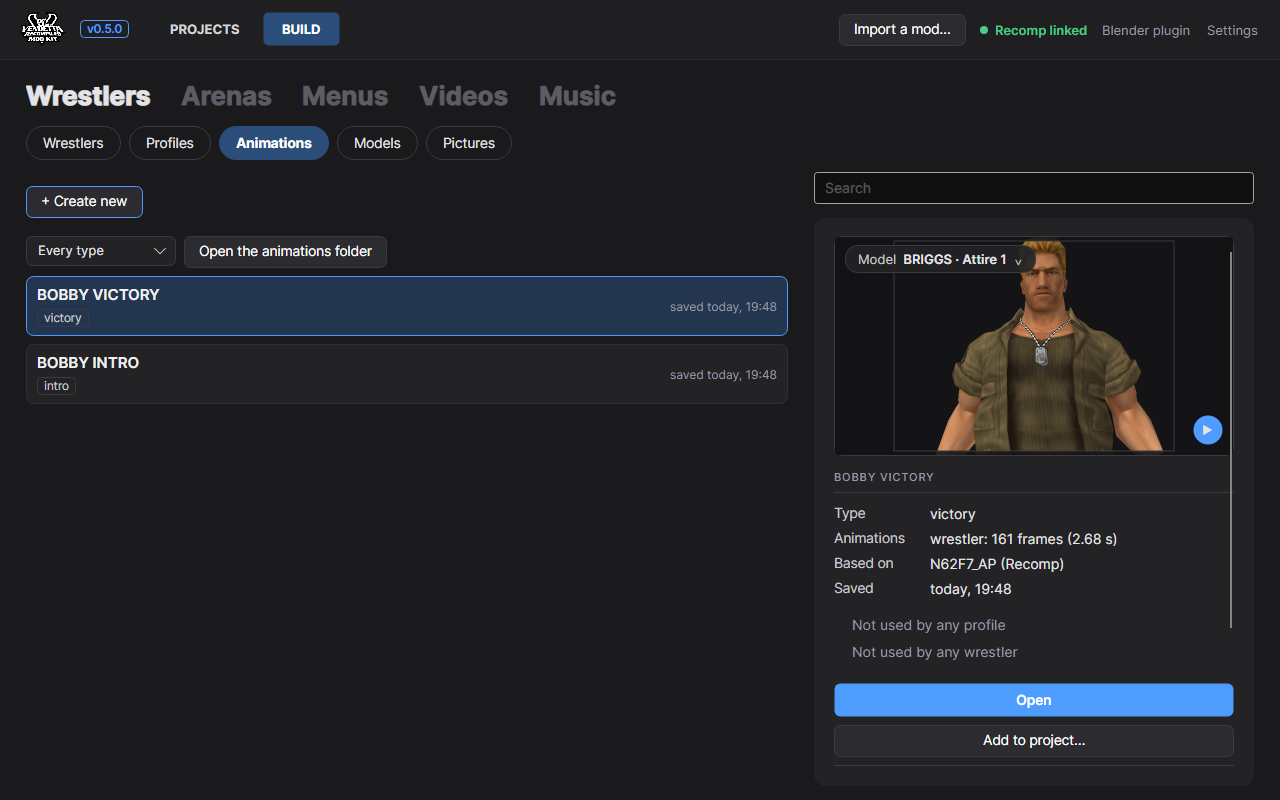 VENDETTA
RECOMPILED
MOD KIT
v0.5.0
PROJECTS
BUILD
Import a mod...
Recomp linked
Blender plugin
Settings
Wrestlers
Arenas
Menus
Videos
Music
Wrestlers
Profiles
Animations
Models
Pictures
+ Create new
Search
Every type
Open the animations folder
BOBBY VICTORY
victory
saved today, 19:48
BOBBY INTRO
intro
saved today, 19:48
Model BRIGGS · Attire 1
BOBBY VICTORY
Type victory
Animations wrestler: 161 frames (2.68 s)
Based on N62F7_AP (Recomp)
Saved today, 19:48
Not used by any profile
Not used by any wrestler
Open
Add to project...